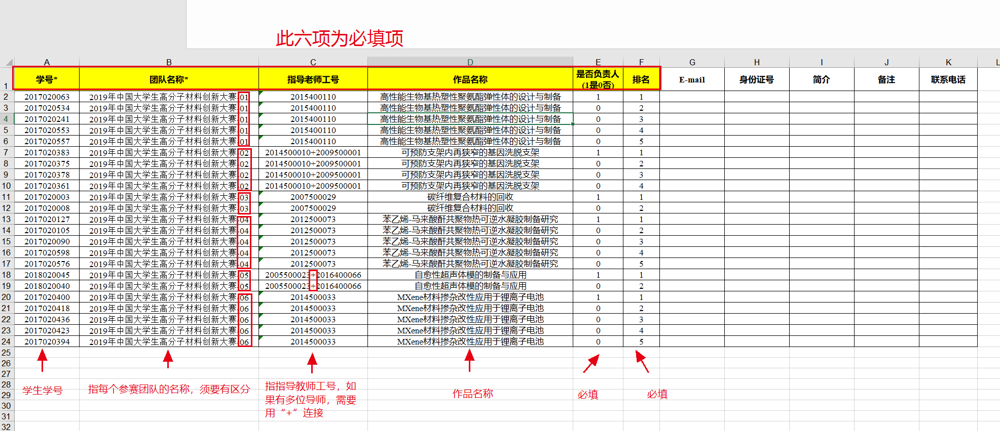 此六项为必填项
A B C D E F G H I J K L
1 学号* 团队名称* 指导老师工号 作品名称 是否负责人(1是0否) 排名 E-mail 身份证号 简介 备注 联系电话
2 2017020063 2019年中国大学生高分子材料创新大赛-01 2015400110 高性能生物基热塑性聚氨酯弹性体的设计与制备 1 1
3 2017020534 2019年中国大学生高分子材料创新大赛-01 2015400110 高性能生物基热塑性聚氨酯弹性体的设计与制备 0 2
4 2017020241 2019年中国大学生高分子材料创新大赛-01 2015400110 高性能生物基热塑性聚氨酯弹性体的设计与制备 0 3
5 2017020553 2019年中国大学生高分子材料创新大赛-01 2015400110 高性能生物基热塑性聚氨酯弹性体的设计与制备 0 4
6 2017020557 2019年中国大学生高分子材料创新大赛-01 2015400110 高性能生物基热塑性聚氨酯弹性体的设计与制备 0 5
7 2017020383 2019年中国大学生高分子材料创新大赛-02 2014500010+2009500001 可预防支架内再狭窄的基因洗脱支架 1 1
8 2017020375 2019年中国大学生高分子材料创新大赛-02 2014500010+2009500001 可预防支架内再狭窄的基因洗脱支架 0 2
9 2017020378 2019年中国大学生高分子材料创新大赛-02 2014500010+2009500001 可预防支架内再狭窄的基因洗脱支架 0 3
10 2017020361 2019年中国大学生高分子材料创新大赛-02 2014500010+2009500001 可预防支架内再狭窄的基因洗脱支架 0 4
11 2017020003 2019年中国大学生高分子材料创新大赛-03 2007500029 碳纤维复合材料的回收 1 1
12 2017020008 2019年中国大学生高分子材料创新大赛-03 2007500029 碳纤维复合材料的回收 0 2
13 2017020127 2019年中国大学生高分子材料创新大赛-04 2012500073 苯乙烯-马来酸酐共聚物热可逆水凝胶制备研究 1 1
14 2017020105 2019年中国大学生高分子材料创新大赛-04 2012500073 苯乙烯-马来酸酐共聚物热可逆水凝胶制备研究 0 2
15 2017020090 2019年中国大学生高分子材料创新大赛-04 2012500073 苯乙烯-马来酸酐共聚物热可逆水凝胶制备研究 0 3
16 2017020598 2019年中国大学生高分子材料创新大赛-04 2012500073 苯乙烯-马来酸酐共聚物热可逆水凝胶制备研究 0 4
17 2017020576 2019年中国大学生高分子材料创新大赛-04 2012500073 苯乙烯-马来酸酐共聚物热可逆水凝胶制备研究 0 5
18 2018020045 2019年中国大学生高分子材料创新大赛-05 2005500023+2016400066 自愈性超声体模的制备与应用 1 1
19 2018020040 2019年中国大学生高分子材料创新大赛-05 2005500023+2016400066 自愈性超声体模的制备与应用 0 2
20 2017020400 2019年中国大学生高分子材料创新大赛-06 2014500033 MXene材料掺杂改性应用于锂离子电池 1 1
21 2017020418 2019年中国大学生高分子材料创新大赛-06 2014500033 MXene材料掺杂改性应用于锂离子电池 0 2
22 2017020436 2019年中国大学生高分子材料创新大赛-06 2014500033 MXene材料掺杂改性应用于锂离子电池 0 3
23 2017020423 2019年中国大学生高分子材料创新大赛-06 2014500033 MXene材料掺杂改性应用于锂离子电池 0 4
24 2017020394 2019年中国大学生高分子材料创新大赛-06 2014500033 MXene材料掺杂改性应用于锂离子电池 0 5
25
26
27
28
29
30
31
32
学生学号
指每个参赛团队的名称，须要有区分
指指导教师工号，如
果有多位导师，需要
用“+”连接
作品名称
必填
必填